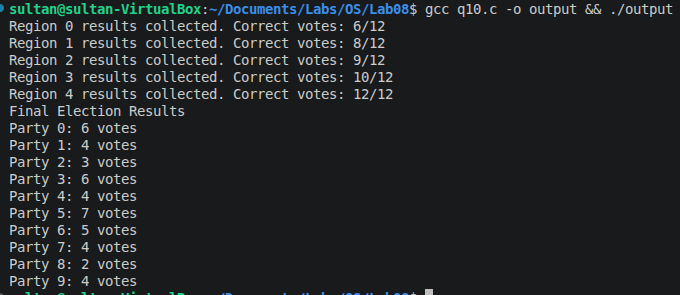 sultan@sultan-VirtualBox:~/Documents/Labs/OS/Lab08$ gcc q10.c -o output && ./output
Region 0 results collected. Correct votes: 6/12
Region 1 results collected. Correct votes: 8/12
Region 2 results collected. Correct votes: 9/12
Region 3 results collected. Correct votes: 10/12
Region 4 results collected. Correct votes: 12/12
Final Election Results
Party 0: 6 votes
Party 1: 4 votes
Party 2: 3 votes
Party 3: 6 votes
Party 4: 4 votes
Party 5: 7 votes
Party 6: 5 votes
Party 7: 4 votes
Party 8: 2 votes
Party 9: 4 votes
sultan@sultan-VirtualBox:~/Documents/Labs/OS/Lab08$